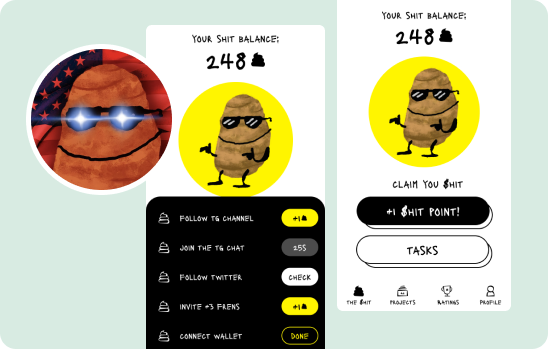 YOUR SHIT BALANCE:
248
FOLLOW TG CHANNEL
+1
JOIN THE TG CHAT
15S
FOLLOW TWITTER
CHECK
INVITE +3 FRENS
+1
CONNECT WALLET
DONE
YOUR SHIT BALANCE:
248
CLAIM YOU $HIT
+1 $HIT POINT!
TASKS
THE $HIT
PROJECTS
RATINGS
PROFILE